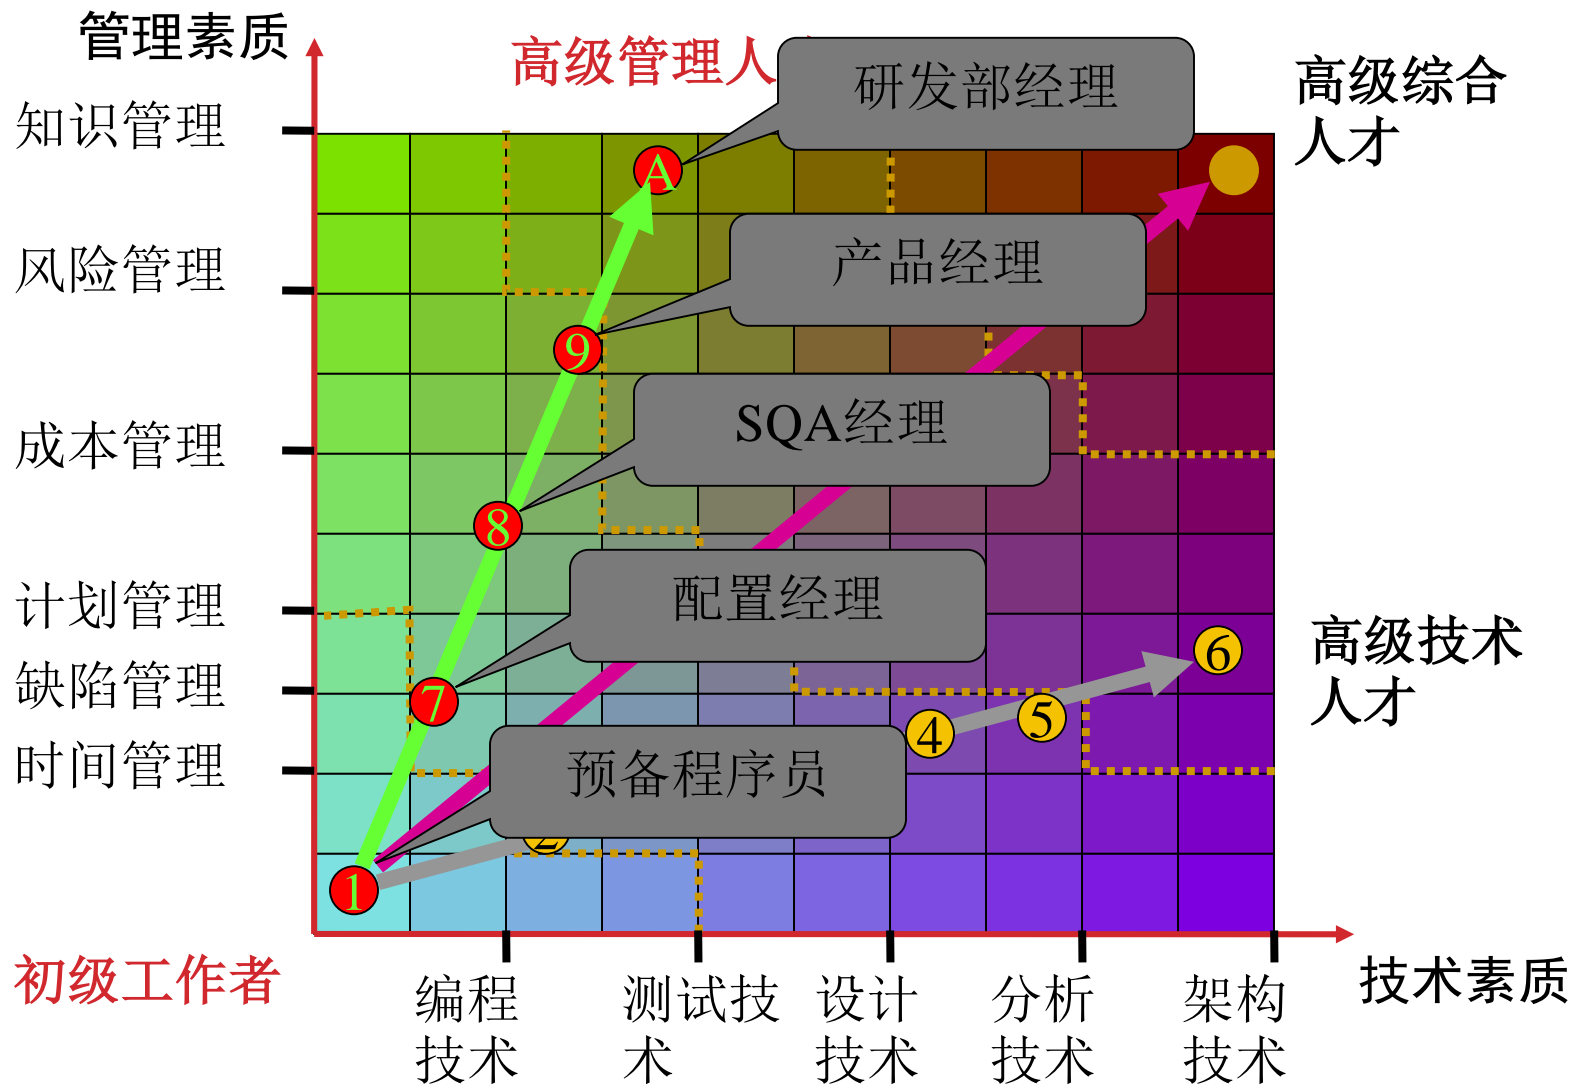 管理素质
高级管理人
研发部经理
高级综合
人才
知识管理
A
产品经理
风险管理
9
SQA经理
成本管理
8
配置经理
计划管理
高级技术
人才
6
缺陷管理
7
5
4
预备程序员
时间管理
2
1
初级工作者
技术素质
编程
技术
测试技
术
设计
技术
分析
技术
架构
技术